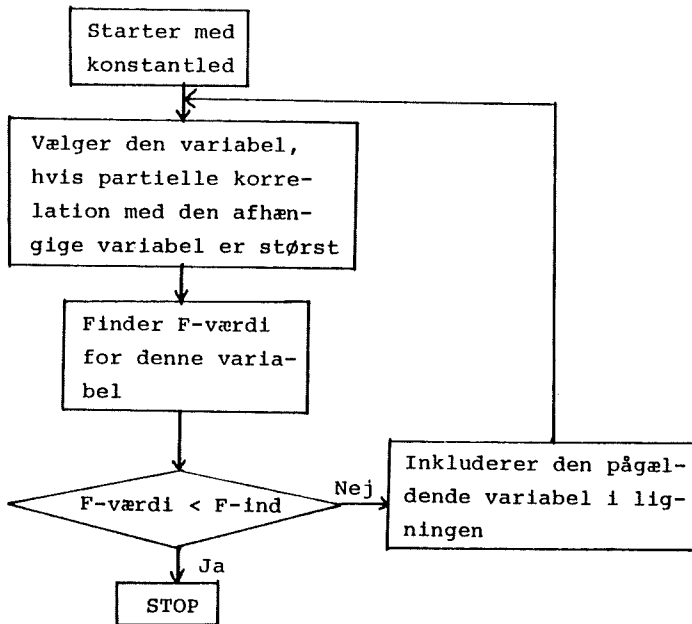 Starter med
konstantled
Vælger den variabel,
hvis partielle korre-
lation med den afhæn-
gige variabel er størst
Finder F-værdi
for denne varia-
bel
F-værdi < F-ind
Nej
Inkluderer den pågæl-
dende variabel i lig-
ningen
Ja
STOP